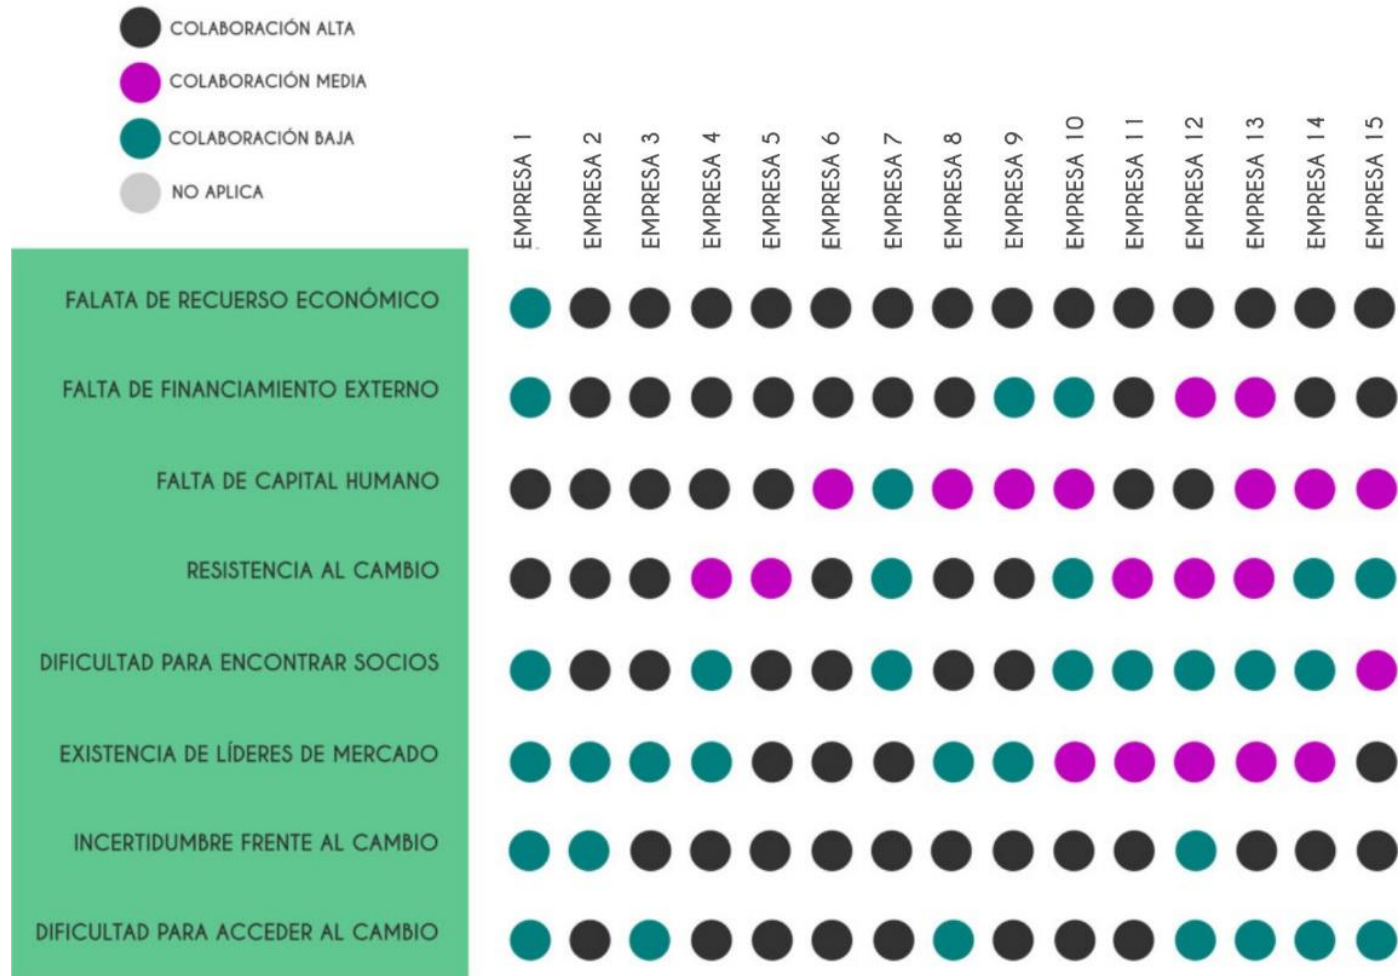 COLABORACIÓN ALTA
COLABORACIÓN MEDIA
COLABORACIÓN BAJA
NO APLICA
EMPRESA 1
EMPRESA 2
EMPRESA 3
EMPRESA 4
EMPRESA 5
EMPRESA 6
EMPRESA 7
EMPRESA 8
EMPRESA 9
EMPRESA 10
EMPRESA 11
EMPRESA 12
EMPRESA 13
EMPRESA 14
EMPRESA 15
FALATA DE RECUERSO ECONÓMICO
FALTA DE FINANCIAMIENTO EXTERNO
FALTA DE CAPITAL HUMANO
RESISTENCIA AL CAMBIO
DIFICULTAD PARA ENCONTRAR SOCIOS
EXISTENCIA DE LÍDERES DE MERCADO
INCERTIDUMBRE FRENTE AL CAMBIO
DIFICULTAD PARA ACCEDER AL CAMBIO